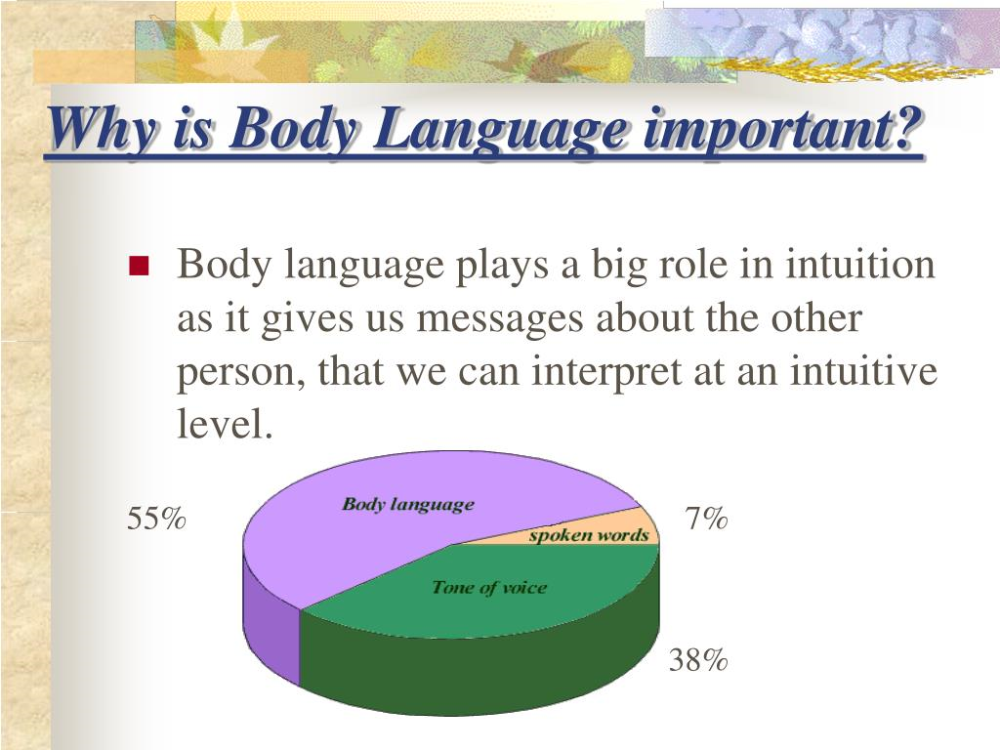 Why is Body Language important?
Body language plays a big role in intuition
as it gives us messages about the other
person, that we can interpret at an intuitive
level.
Body language
55%
7%
spoken words
Tone of voice
38%